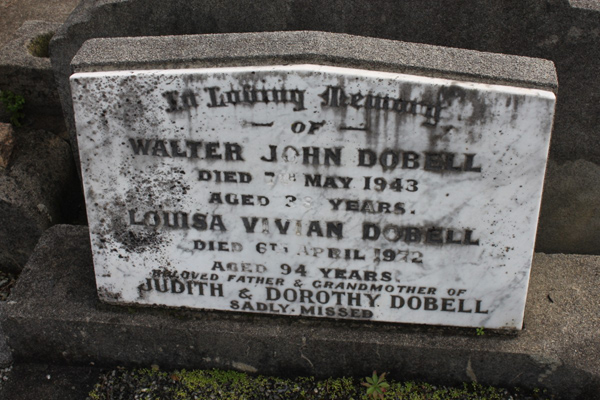 In Loving Memory
OF
WALTER JOHN DOBELL
DIED 7TH MAY 1943
AGED YEARS.
LOUISA VIVIAN DOBELL
DIED 6TH APRIL 1972
AGED 94 YEARS.
BELOVED FATHER & GRANDMOTHER OF
JUDITH & DOROTHY DOBELL
SADLY MISSED